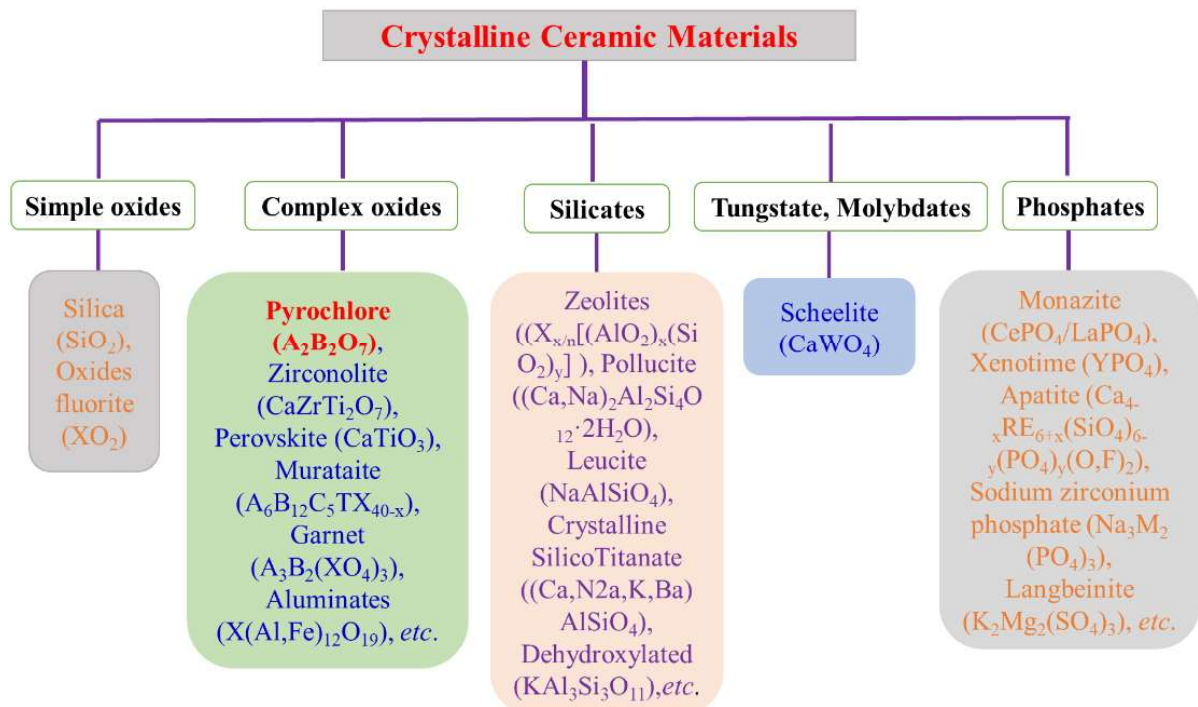 Crystalline Ceramic Materials
Simple oxides
Complex oxides
Silicates
Tungstate, Molybdates
Phosphates
Silica
(SiO₂),
Oxides
fluorite
(XO₂)
Pyrochlore
(A₂B₂O₇),
Zirconolite
(CaZrTi₂O₇),
Perovskite (CaTiO₃),
Murataite
(A₆B₁₂C₅TX₄₀₋ₓ),
Garnet
(A₃B₂(XO₄)₃),
Aluminates
(X(Al,Fe)₁₂O₁₉), etc.
Zeolites
((Xₓ/ₙ[(AlO₂)ₓ(Si
O₂)ᵧ] ), Pollucite
((Ca,Na)₂Al₂Si₄O
₁₂·2H₂O),
Leucite
(NaAlSiO₄),
Crystalline
SilicoTitanate
((Ca,N2a,K,Ba)
AlSiO₄),
Dehydroxylated
(KAl₃Si₃O₁₁),etc.
Scheelite
(CaWO₄)
Monazite
(CePO₄/LaPO₄),
Xenotime (YPO₄),
Apatite (Ca₄₋
ₓRE₆₊ₓ(SiO₄)₆₋
ᵧ(PO₄)ᵧ(O,F)₂),
Sodium zirconium
phosphate (Na₃M₂
(PO₄)₃),
Langbeinite
(K₂Mg₂(SO₄)₃), etc.